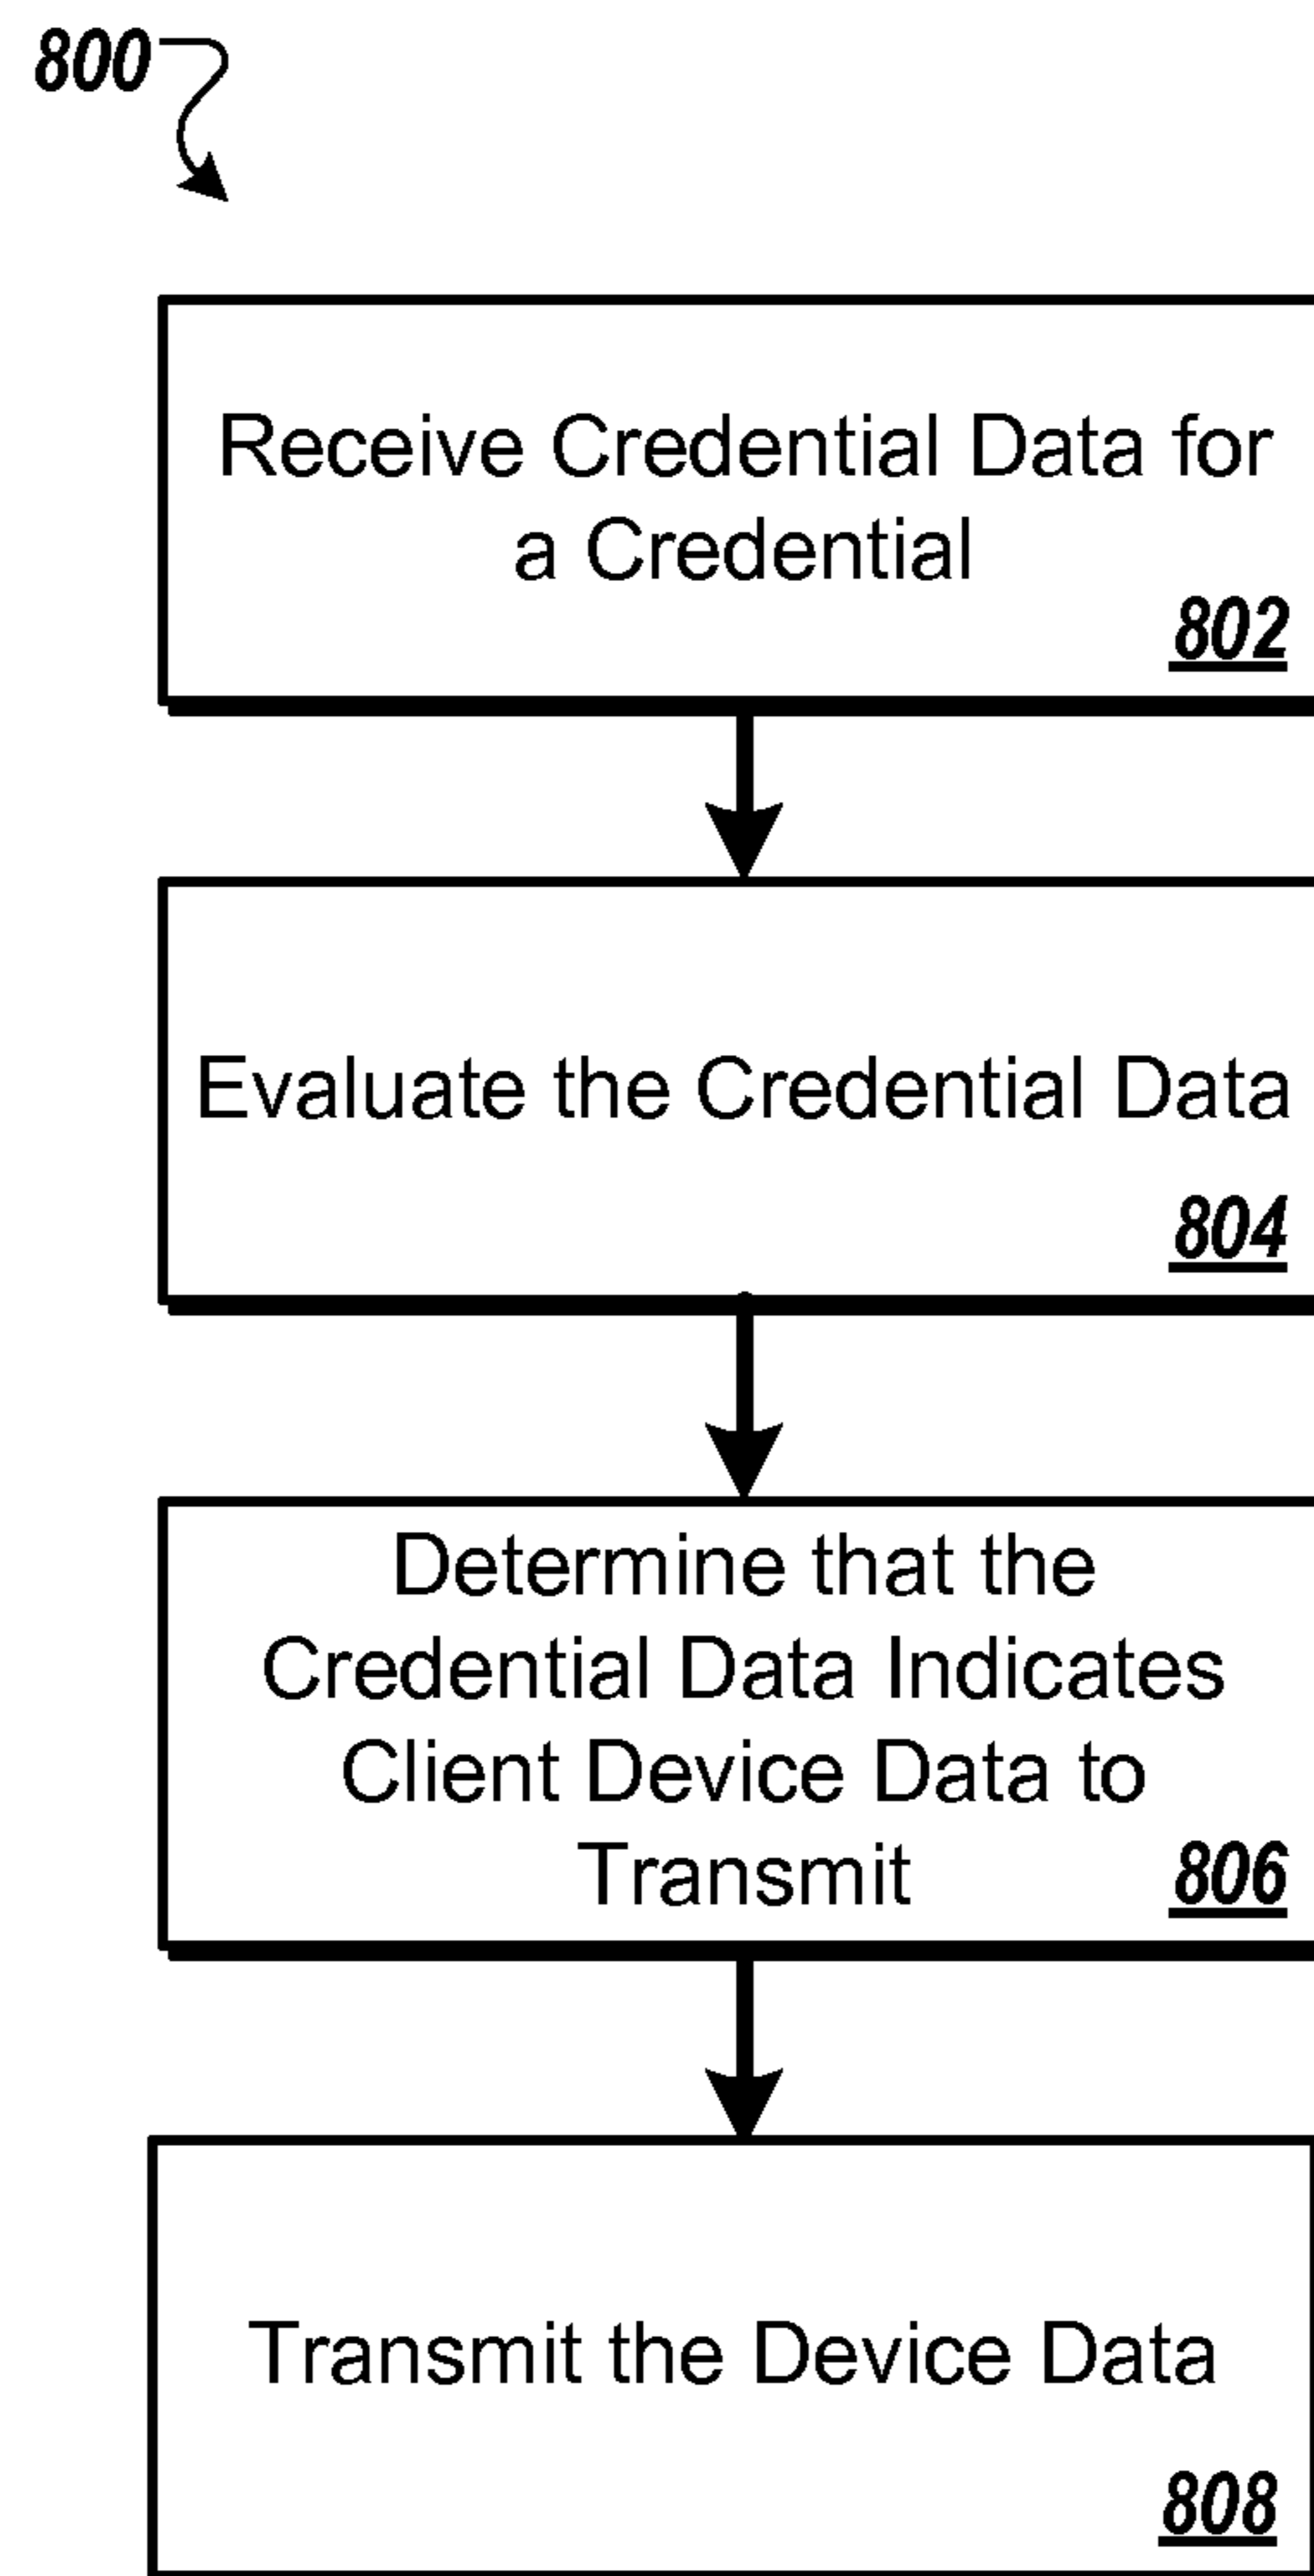 800
Receive Credential Data for
a Credential
802
Evaluate the Credential Data
804
Determine that the
Credential Data Indicates
Client Device Data to
Transmit
806
Transmit the Device Data
808